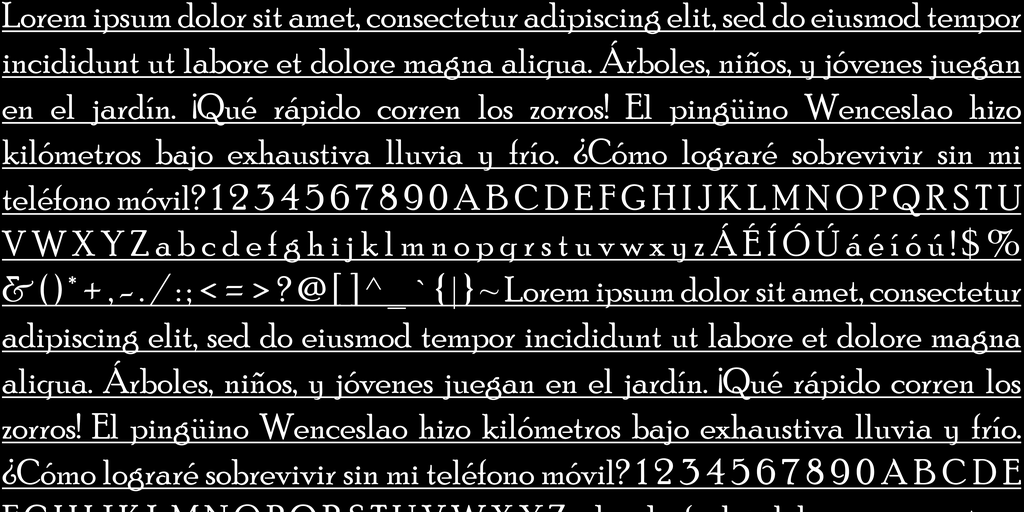 Lorem ipsum dolor sit amet, consectetur adipiscing elit, sed do eiusmod tempor
incididunt ut labore et dolore magna aliqua. Árboles, niños, y jóvenes juegan
en el jardín. ¡Qué rápido corren los zorros! El pingüino Wenceslao hizo
kilómetros bajo exhaustiva lluvia y frío. ¿Cómo lograré sobrevivir sin mi
teléfono móvil? 1 2 3 4 5 6 7 8 9 0 A B C D E F G H I J K L M N O P Q R S T U
V W X Y Z a b c d e f g h i j k l m n o p q r s t u v w x y z Á É Í Ó Ú á é í ó ú ! $ %
& ( ) * + , - . / : ; < = > ? @ [ ] ^ _ ` { | } ~ Lorem ipsum dolor sit amet, consectetur
adipiscing elit, sed do eiusmod tempor incididunt ut labore et dolore magna
aliqua. Árboles, niños, y jóvenes juegan en el jardín. ¡Qué rápido corren los
zorros! El pingüino Wenceslao hizo kilómetros bajo exhaustiva lluvia y frío.
¿Cómo lograré sobrevivir sin mi teléfono móvil? 1 2 3 4 5 6 7 8 9 0 A B C D E
F G H I J K L M N O P Q R S T U V W X Y Z